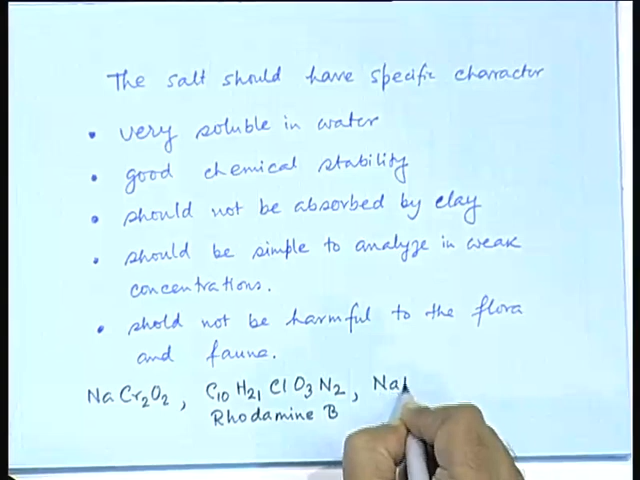 The salt should have specific character
• very soluble in water
• good chemical stability
• should not be absorbed by clay
• should be simple to analyze in weak
concentrations.
• shold not be harmful to the flora
and fauna.
NaCr2O2, C10 H21 Cl O3 N2, Na
Rhodamine B